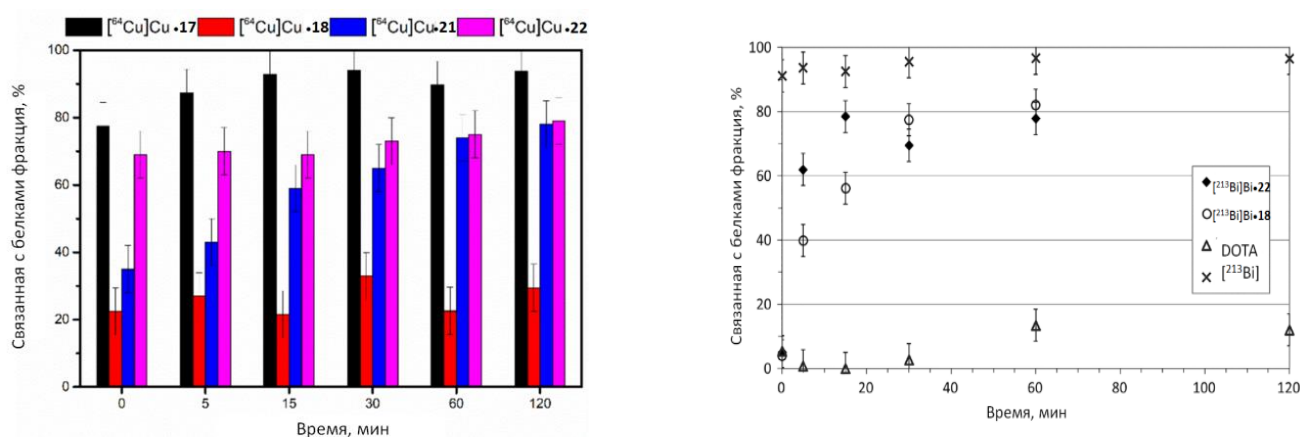 [⁶⁴Cu]Cu •17 [⁶⁴Cu]Cu •18 [⁶⁴Cu]Cu•21 [⁶⁴Cu]Cu •22
Связанная с белками фракция, %
100
80
60
40
20
0
0 5 15 30 60 120
Время, мин
Связанная с белками фракция, %
100
80
60
40
20
0
[²¹³Bi]Bi•22
[²¹³Bi]Bi•18
DOTA
[²¹³Bi]
0 20 40 60 80 100 120
Время, мин